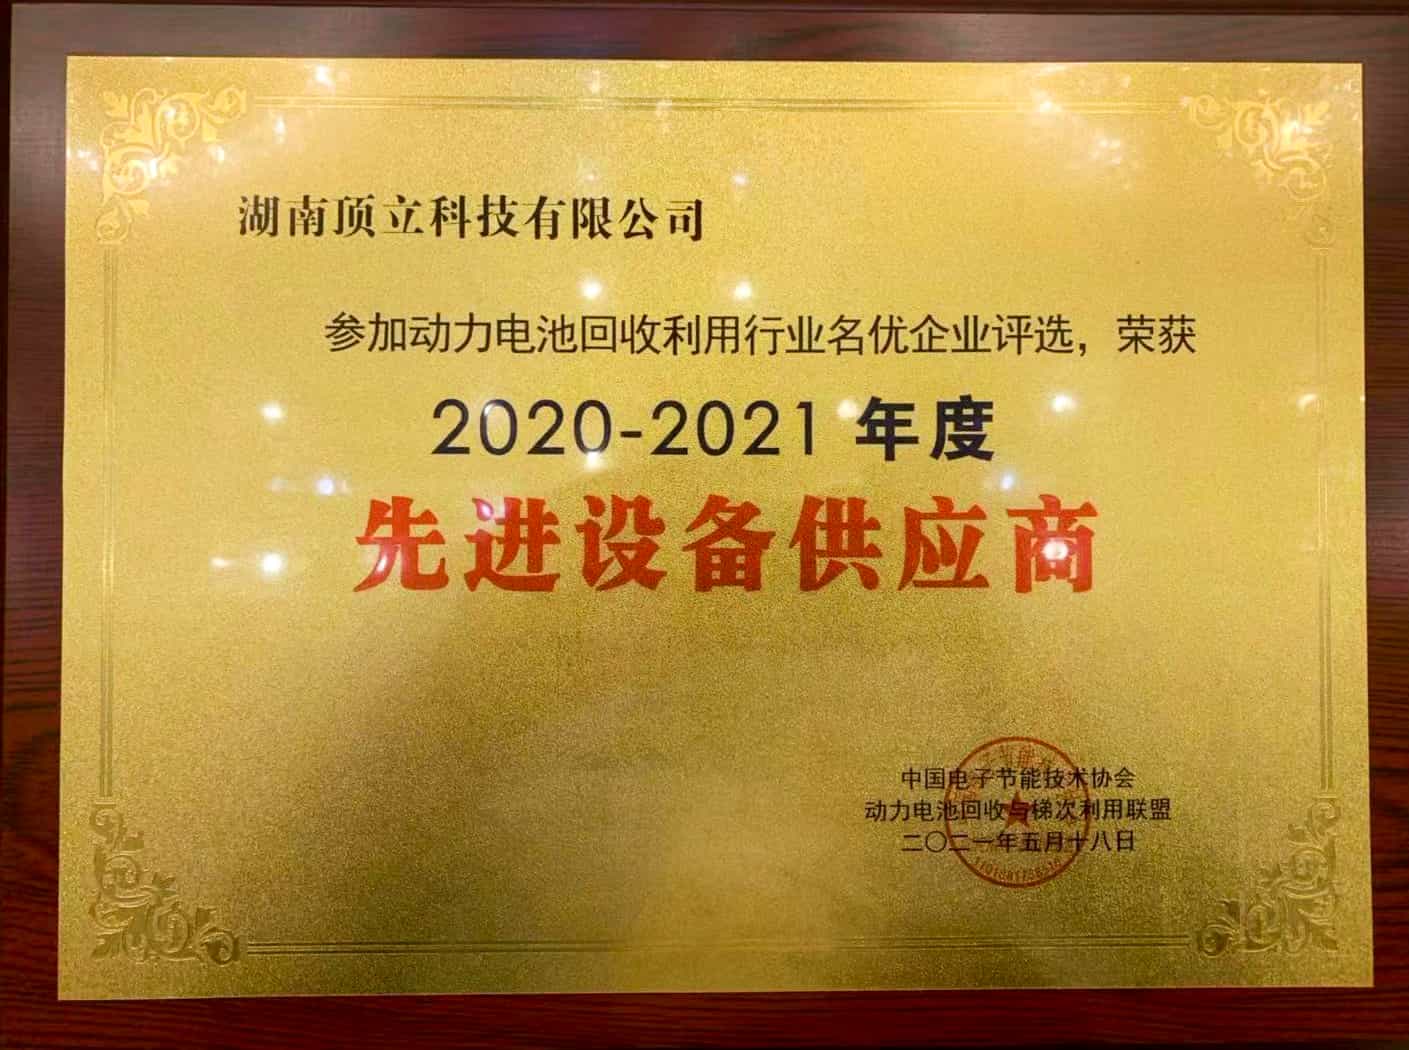 湖南顶立科技有限公司
参加动力电池回收利用行业名优企业评选，荣获
2020-2021 年度
先进设备供应商
中国电子节能技术协会
动力电池回收与梯次利用联盟
二〇二一年五月十八日